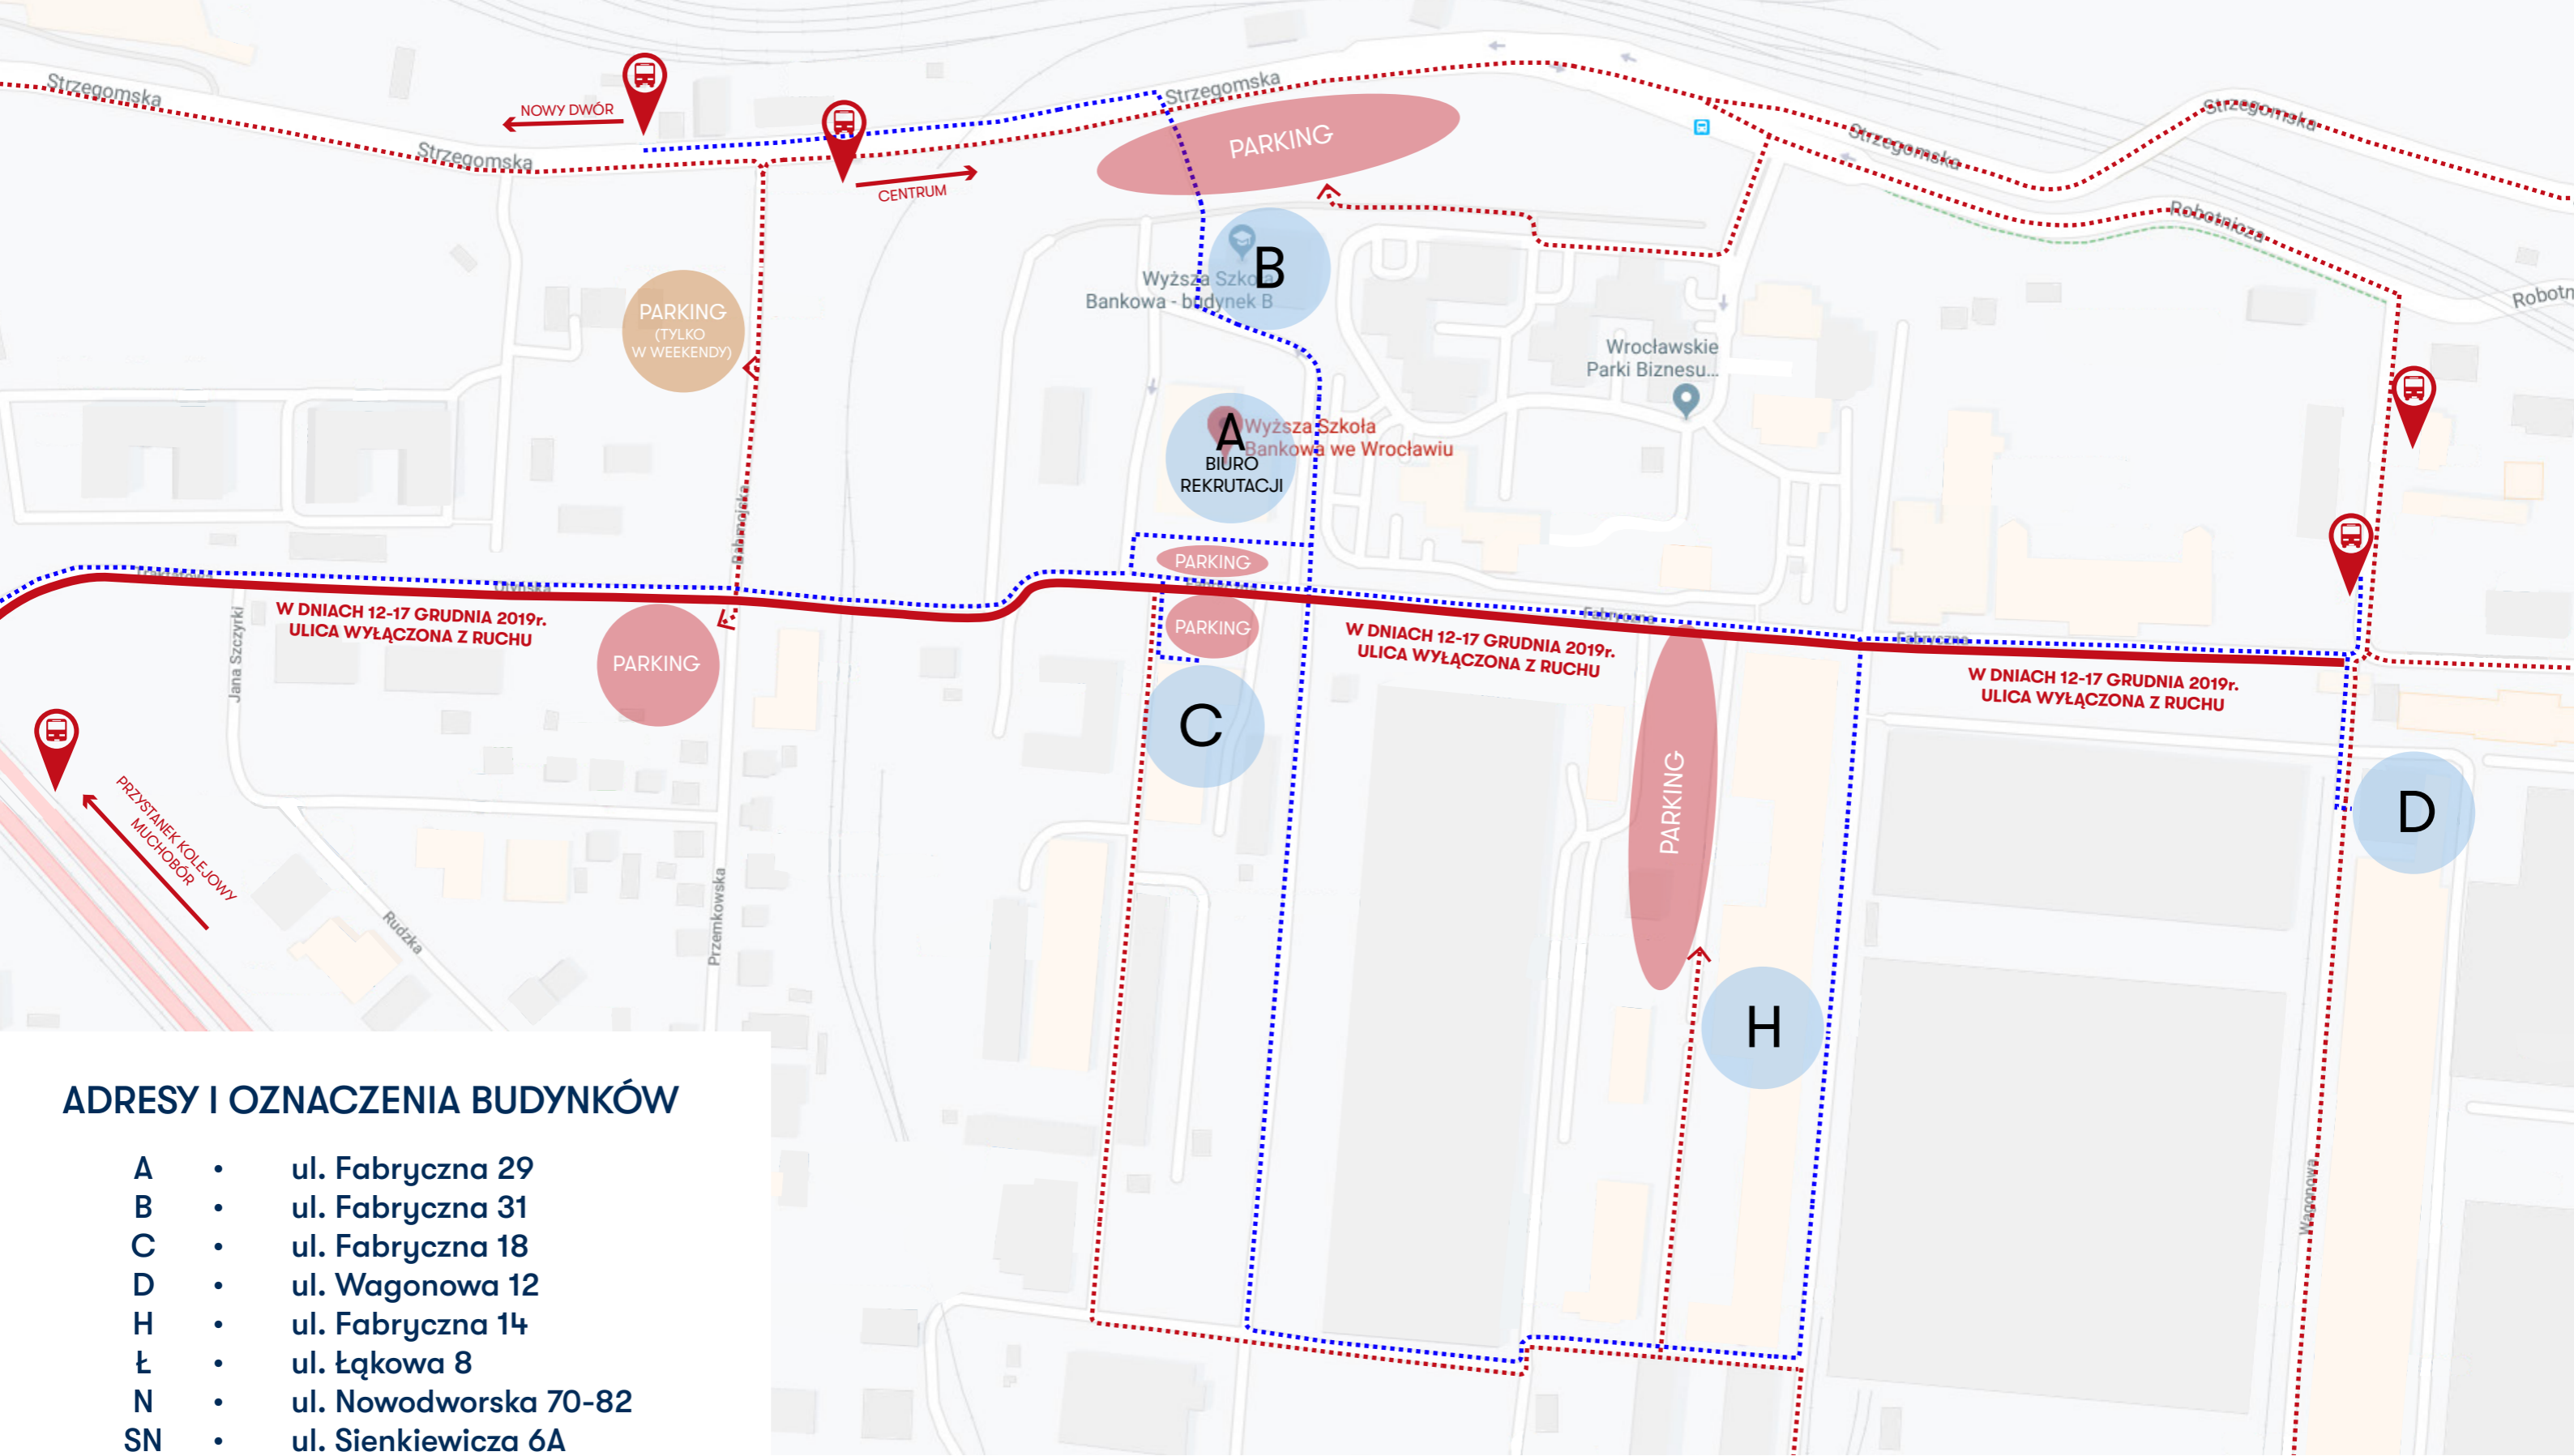 Strzegomska
NOWY DWÓR
Strzegomska
CENTRUM
Strzegomska
PARKING
Strzegomska
Strzegomska
Robotnicza
Robotn
PARKING
(TYLKO
W WEEKENDY)
B
Wyższa Szkoła
Bankowa - budynek B
Wrocławskie
Parki Biznesu...
A
BIURO
REKRUTACJI
Wyższa Szkoła
Bankowa we Wrocławiu
PARKING
Fabryczna
Fabryczna
W DNIACH 12-17 GRUDNIA 2019r.
ULICA WYŁĄCZONA Z RUCHU
PARKING
PARKING
W DNIACH 12-17 GRUDNIA 2019r.
ULICA WYŁĄCZONA Z RUCHU
W DNIACH 12-17 GRUDNIA 2019r.
ULICA WYŁĄCZONA Z RUCHU
Jana Szczyrki
C
PARKING
D
PRZYSTANEK KOLEJOWY
MUCHOBÓR
Rudzka
Przemkowska
H
Wagonowa
ADRESY I OZNACZENIA BUDYNKÓW
A • ul. Fabryczna 29
B • ul. Fabryczna 31
C • ul. Fabryczna 18
D • ul. Wagonowa 12
H • ul. Fabryczna 14
Ł • ul. Łąkowa 8
N • ul. Nowodworska 70-82
SN • ul. Sienkiewicza 6A